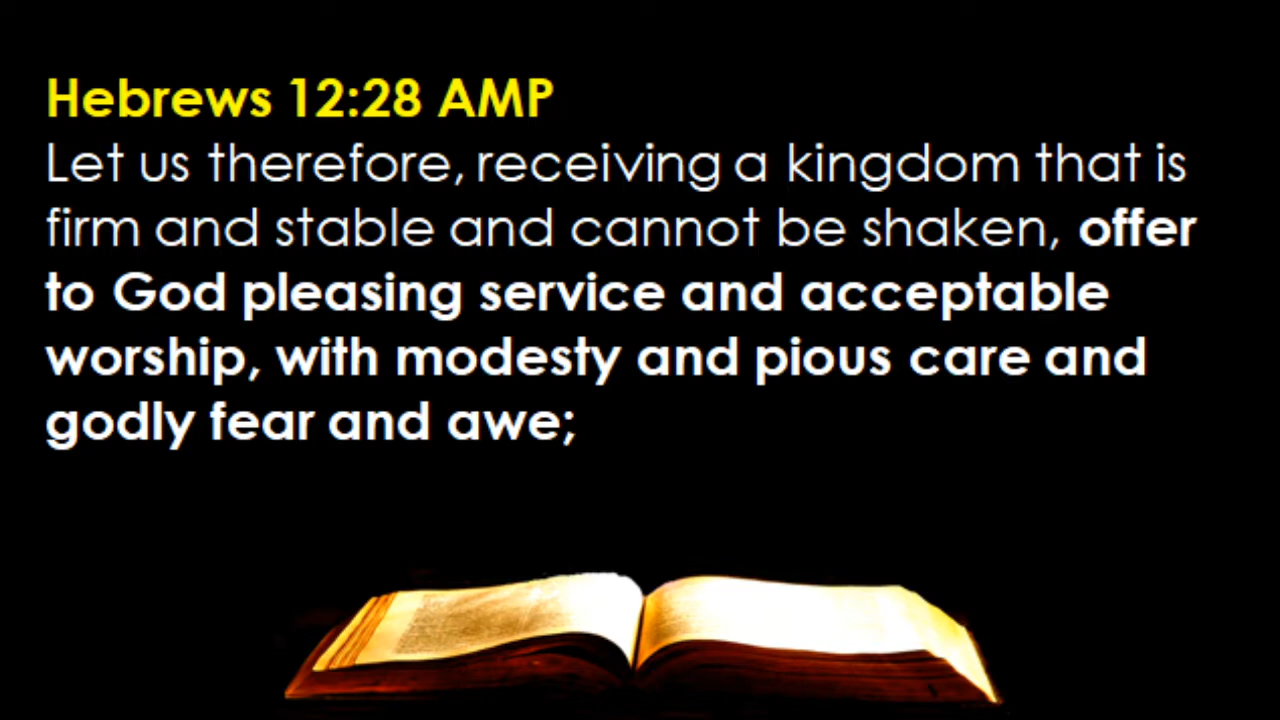 Hebrews 12:28 AMP
Let us therefore, receiving a kingdom that is
firm and stable and cannot be shaken, offer
to God pleasing service and acceptable
worship, with modesty and pious care and
godly fear and awe;